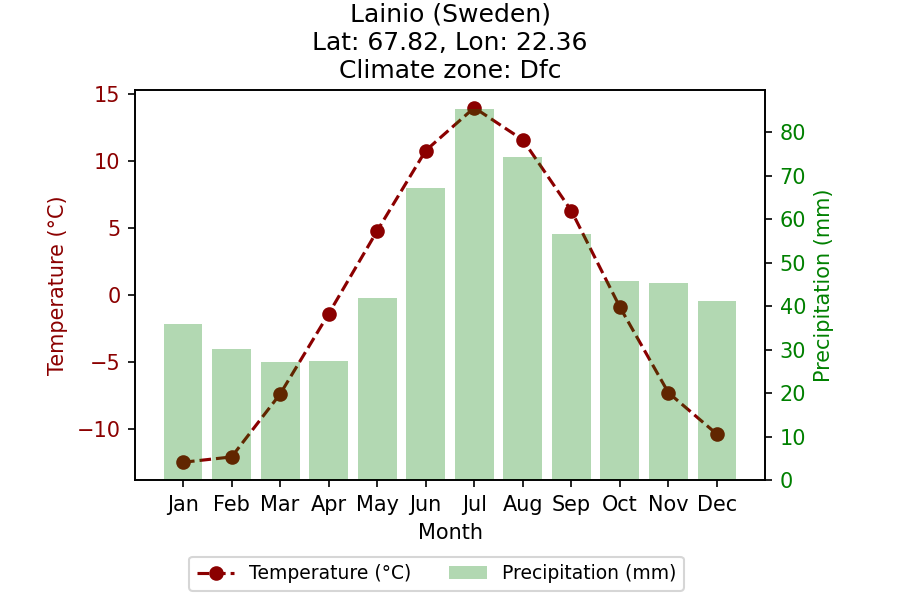 Lainio (Sweden)
Lat: 67.82, Lon: 22.36
Climate zone: Dfc
Temperature (°C)
15
10
5
0
−5
−10
Precipitation (mm)
80
70
60
50
40
30
20
10
0
Jan Feb Mar Apr May Jun Jul Aug Sep Oct Nov Dec
Month
Temperature (°C) Precipitation (mm)